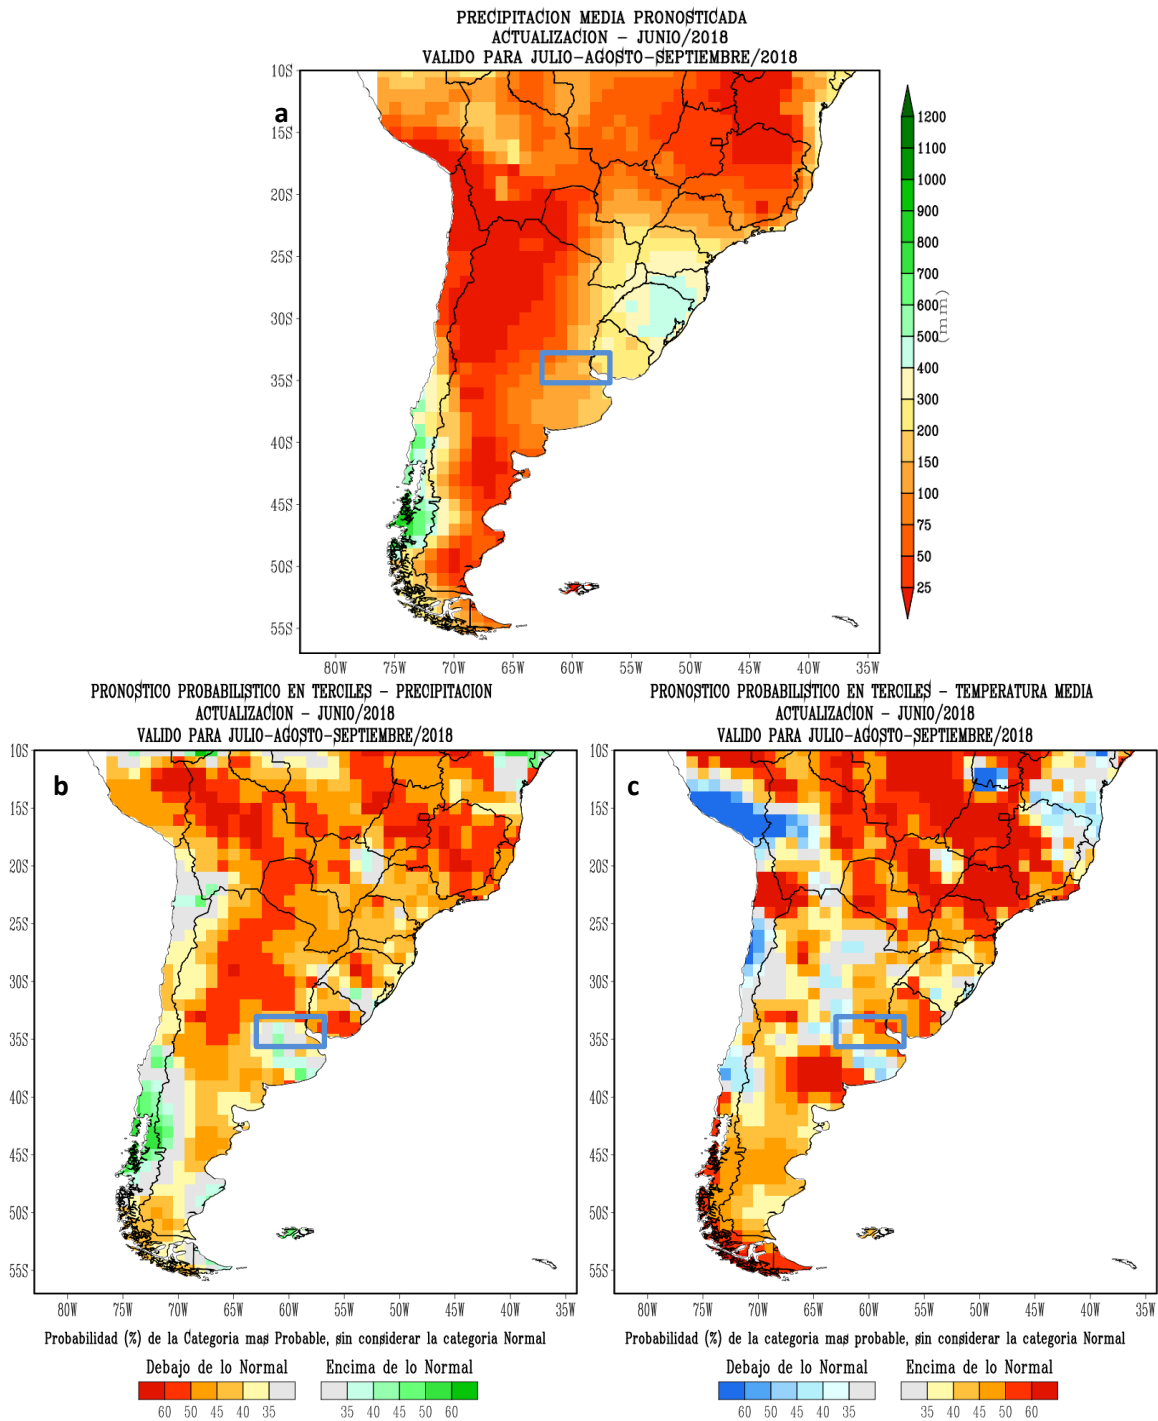 PRECIPITACION MEDIA PRONOSTICADA
ACTUALIZACION – JUNIO/2018
VALIDO PARA JULIO–AGOSTO–SEPTIEMBRE/2018
a
10S
15S
20S
25S
30S
35S
40S
45S
50S
55S
80W 75W 70W 65W 60W 55W 50W 45W 40W 35W
1200
1100
1000
900
800
700
600
500
400
300
200
150
100
75
50
25
(mm)
PRONOSTICO PROBABILISTICO EN TERCILES – PRECIPITACION
ACTUALIZACION – JUNIO/2018
VALIDO PARA JULIO–AGOSTO–SEPTIEMBRE/2018
b
10S
15S
20S
25S
30S
35S
40S
45S
50S
55S
80W 75W 70W 65W 60W 55W 50W 45W 40W 35W
Probabilidad (%) de la Categoria mas Probable, sin considerar la categoria Normal
Debajo de lo Normal Encima de lo Normal
60 50 45 40 35 35 40 45 50 60
PRONOSTICO PROBABILISTICO EN TERCILES – TEMPERATURA MEDIA
ACTUALIZACION – JUNIO/2018
VALIDO PARA JULIO–AGOSTO–SEPTIEMBRE/2018
c
10S
15S
20S
25S
30S
35S
40S
45S
50S
55S
80W 75W 70W 65W 60W 55W 50W 45W 40W 35W
Probabilidad (%) de la categoria mas probable, sin considerar la categoria Normal
Debajo de lo Normal Encima de lo Normal
60 50 45 40 35 35 40 45 50 60